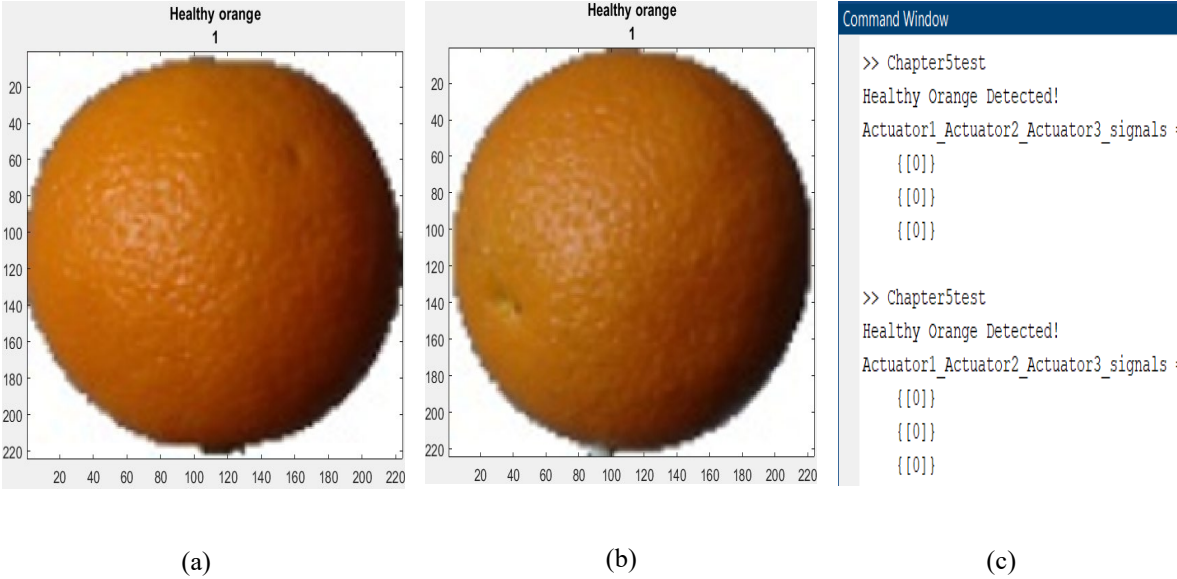 Healthy orange
1
20
40
60
80
100
120
140
160
180
200
220
20 40 60 80 100 120 140 160 180 200 220
Healthy orange
1
20
40
60
80
100
120
140
160
180
200
220
20 40 60 80 100 120 140 160 180 200 220
Command Window
>> Chapter5test
Healthy Orange Detected!
Actuator1_Actuator2_Actuator3_signals =
{[0]}
{[0]}
{[0]}
>> Chapter5test
Healthy Orange Detected!
Actuator1_Actuator2_Actuator3_signals =
{[0]}
{[0]}
{[0]}
(a) (b) (c)